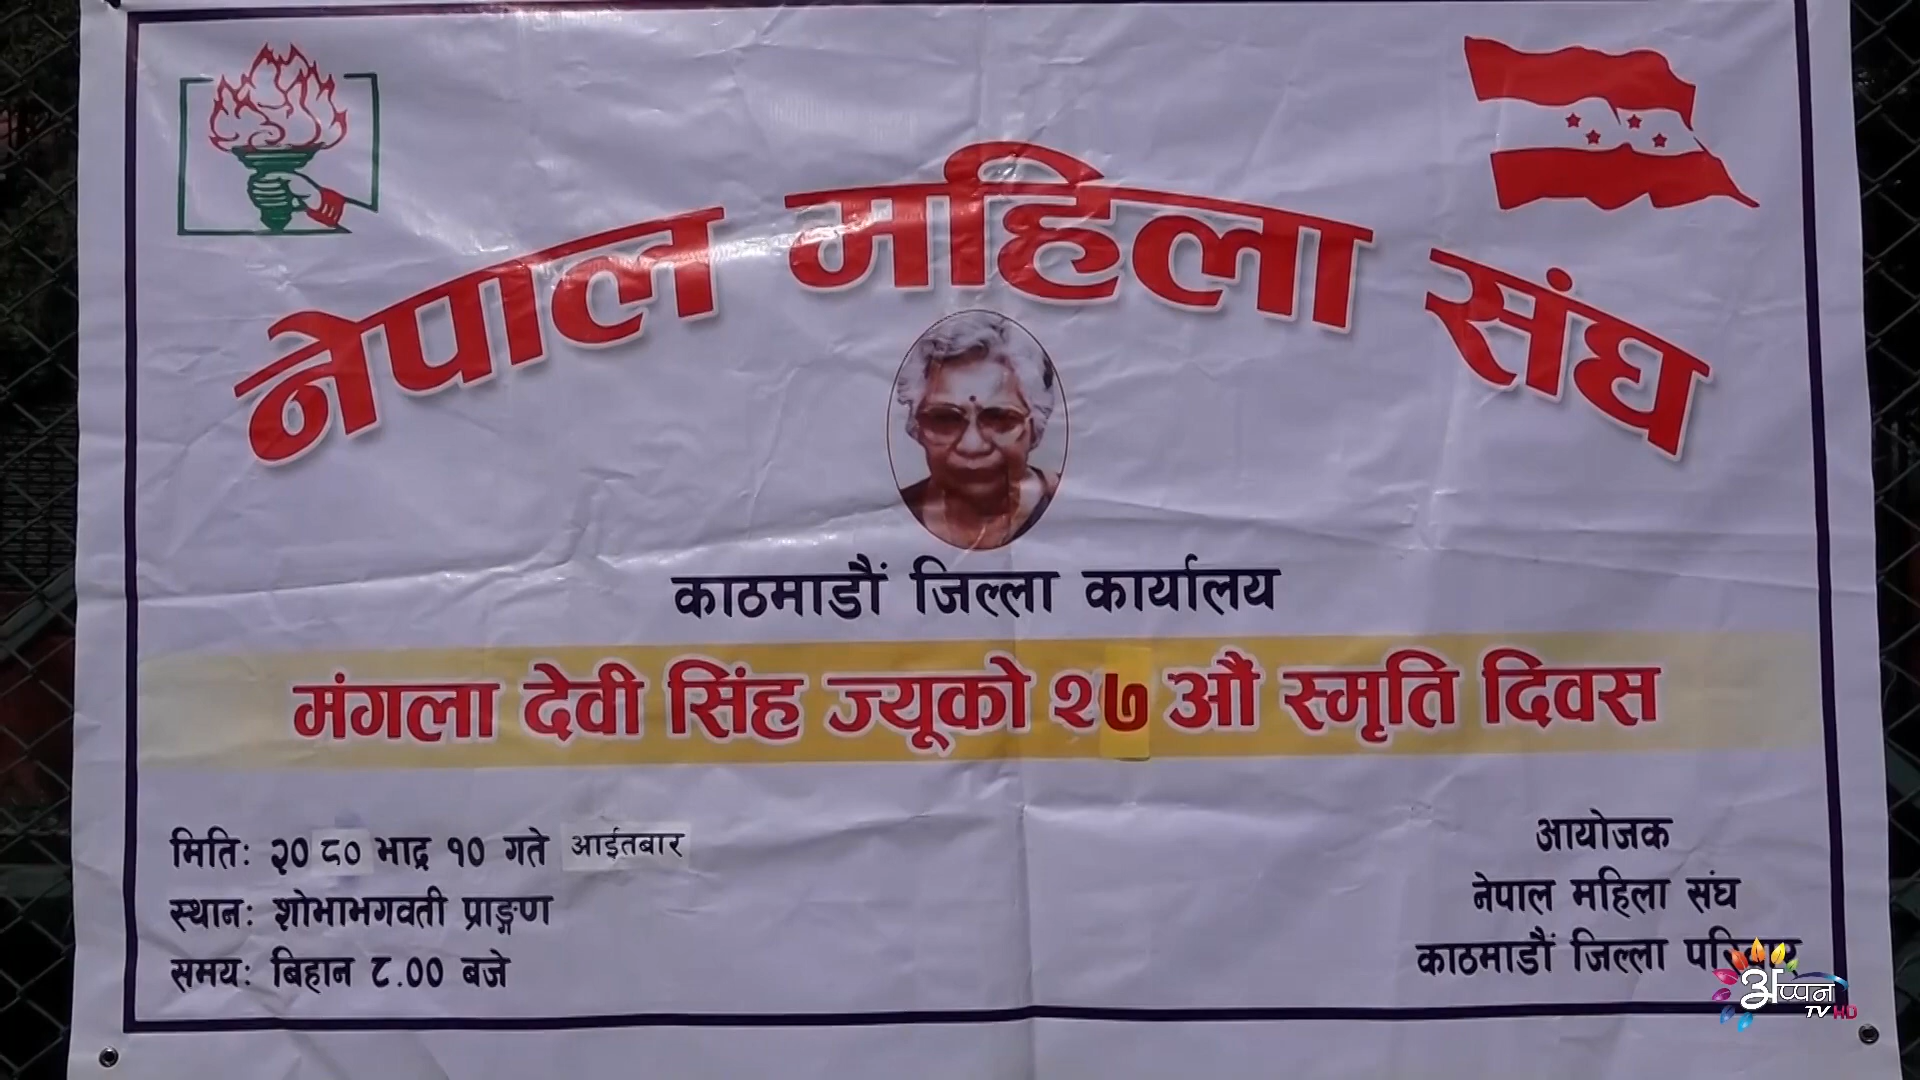 नेपाल महिला संघ
काठमाडौं जिल्ला कार्यालय
मंगला देवी सिंह ज्यूको २७ औं स्मृति दिवस
मिति: २०८० भाद्र १० गते आईतबार
स्थान: शोभाभगवती प्राङ्गण
समय: बिहान ८.०० बजे
आयोजक
नेपाल महिला संघ
काठमाडौं जिल्ला परिवार
अप्पन
TV HD